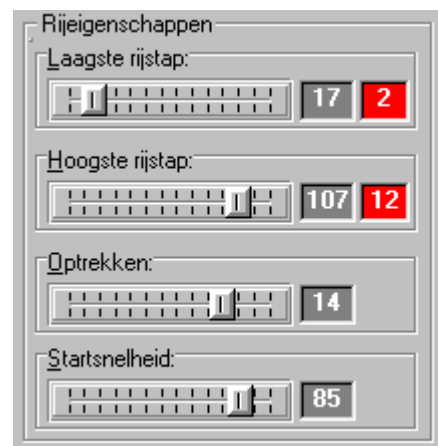 Rijeigenschappen
Laagste rijstap:
17 2
Hoogste rijstap:
107 12
Optrekken:
14
Startsnelheid:
85